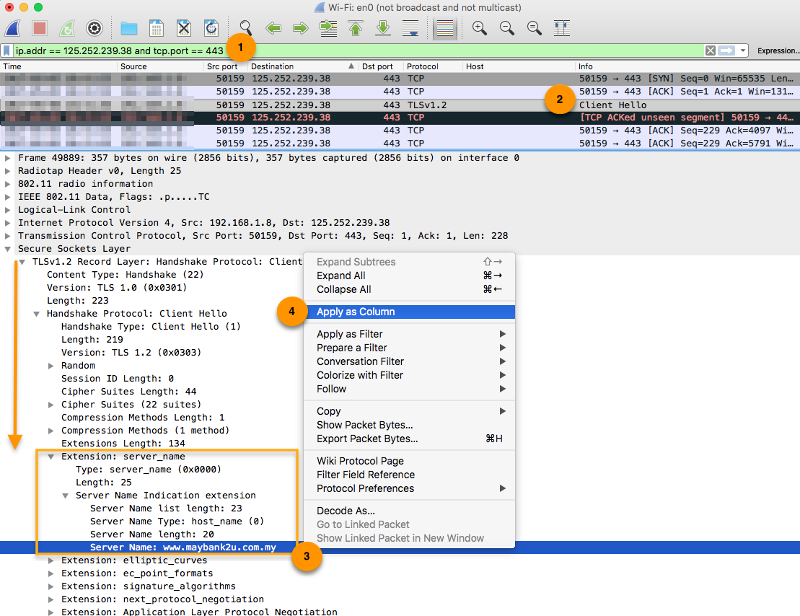 Wi-Fi: en0 (not broadcast and not multicast)
ip.addr == 125.252.239.38 and tcp.port == 443
1
Expression…
Time Source Src port Destination Dst port Protocol Host Info
50159 125.252.239.38 443 TCP 50159 → 443 [SYN] Seq=0 Win=65535 Len…
50159 125.252.239.38 443 TCP 50159 → 443 [ACK] Seq=1 Ack=1 Win=131…
50159 125.252.239.38 443 TLSv1.2 2 Client Hello
50159 125.252.239.38 443 TCP [TCP ACKed unseen segment] 50159 → 44…
50159 125.252.239.38 443 TCP 50159 → 443 [ACK] Seq=229 Ack=4097 Win…
50159 125.252.239.38 443 TCP 50159 → 443 [ACK] Seq=229 Ack=5791 Win…
Frame 49889: 357 bytes on wire (2856 bits), 357 bytes captured (2856 bits) on interface 0
Radiotap Header v0, Length 25
802.11 radio information
IEEE 802.11 Data, Flags: .p.....TC
Logical-Link Control
Internet Protocol Version 4, Src: 192.168.1.8, Dst: 125.252.239.38
Transmission Control Protocol, Src Port: 50159, Dst Port: 443, Seq: 1, Ack: 1, Len: 228
Secure Sockets Layer
TLSv1.2 Record Layer: Handshake Protocol: Client
Content Type: Handshake (22)
Version: TLS 1.0 (0x0301)
Length: 223
Handshake Protocol: Client Hello
Handshake Type: Client Hello (1)
Length: 219
Version: TLS 1.2 (0x0303)
Random
Session ID Length: 0
Cipher Suites Length: 44
Cipher Suites (22 suites)
Compression Methods Length: 1
Compression Methods (1 method)
Extensions Length: 134
Extension: server_name
Type: server_name (0x0000)
Length: 25
Server Name Indication extension
Server Name list length: 23
Server Name Type: host_name (0)
Server Name length: 20
Server Name: www.maybank2u.com.my
3
Extension: elliptic_curves
Extension: ec_point_formats
Extension: signature_algorithms
Extension: next_protocol_negotiation
Extension: Application Layer Protocol Negotiation
Expand Subtrees ⇧→
Expand All ⌘→
Collapse All ⌘←
4
Apply as Column
Apply as Filter
Prepare a Filter
Conversation Filter
Colorize with Filter
Follow
Copy
Show Packet Bytes…
Export Packet Bytes… ⌘H
Wiki Protocol Page
Filter Field Reference
Protocol Preferences
Decode As…
Go to Linked Packet
Show Linked Packet in New Window